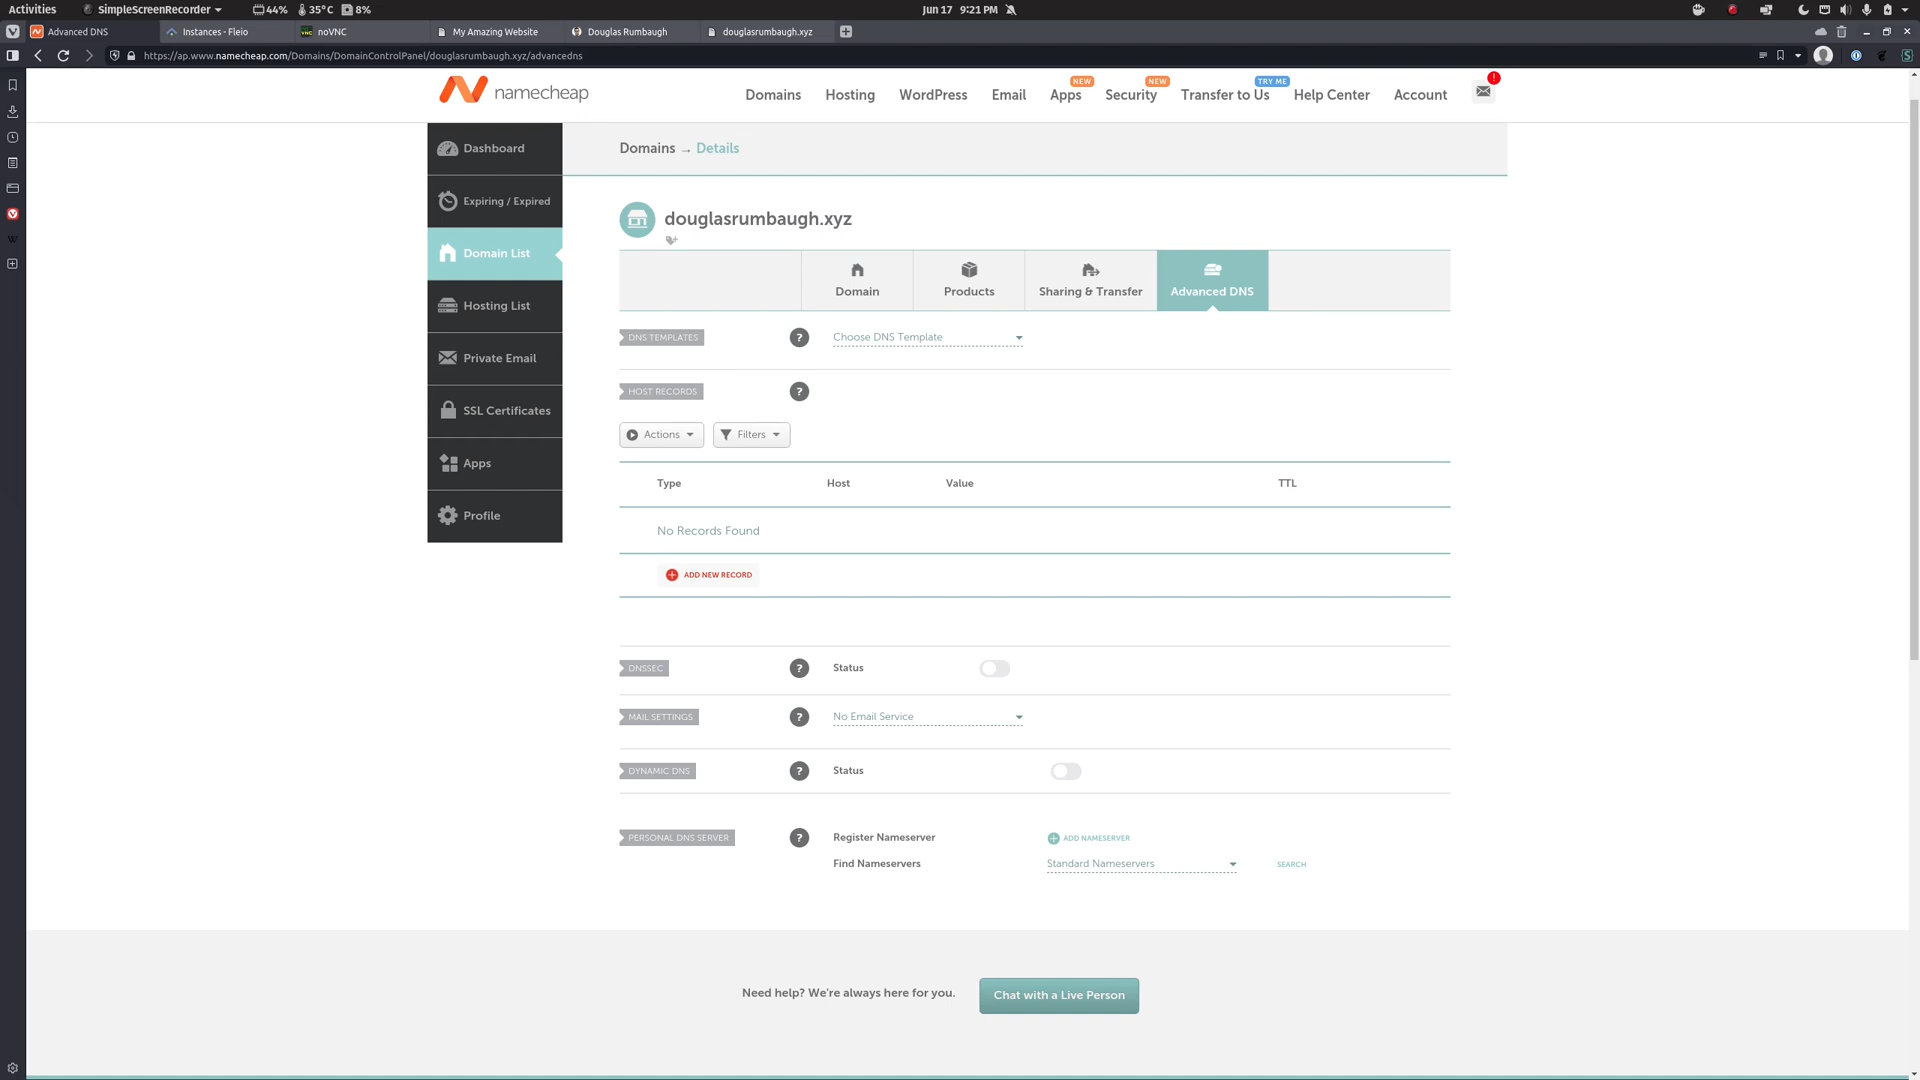 Activities SimpleScreenRecorder 44% 35°C 8% Jun 17 9:21 PM
Advanced DNS Instances - Fleio noVNC My Amazing Website Douglas Rumbaugh douglasrumbaugh.xyz
https://ap.www.namecheap.com/Domains/DomainControlPanel/douglasrumbaugh.xyz/advancedns
NEW NEW TRY ME !
namecheap Domains Hosting WordPress Email Apps Security Transfer to Us Help Center Account
Dashboard
Expiring / Expired
Domain List
Hosting List
Private Email
SSL Certificates
Apps
Profile
Domains → Details
douglasrumbaugh.xyz
Domain Products Sharing & Transfer Advanced DNS
DNS TEMPLATES ? Choose DNS Template
HOST RECORDS ?
Actions Filters
Type Host Value TTL
No Records Found
ADD NEW RECORD
DNSSEC ? Status
MAIL SETTINGS ? No Email Service
DYNAMIC DNS ? Status
PERSONAL DNS SERVER ? Register Nameserver ADD NAMESERVER
Find Nameservers Standard Nameservers SEARCH
Need help? We're always here for you. Chat with a Live Person